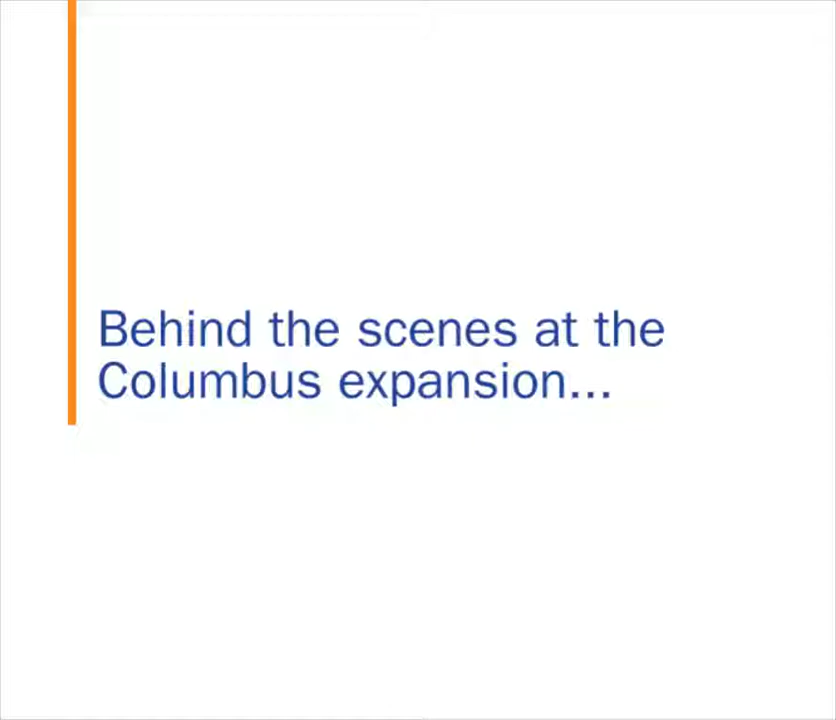 Behind the scenes at the
Columbus expansion...